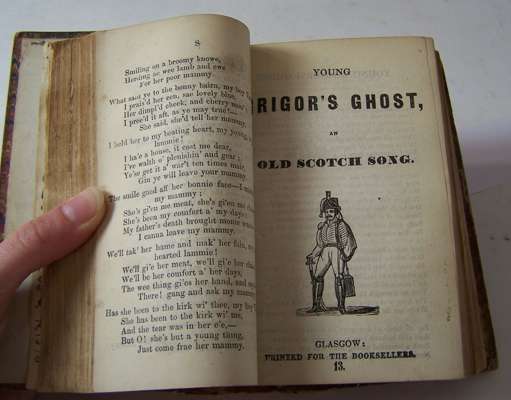 8
Smiling on a broomy knowe,
Herding ae wee lamb and ewe
For her poor mammy.
What said ye to the bonny bairn, my boy
I prais'd her een, sae lovely blue,
Her dimpl'd cheek; and cherry mou'
I pree'd it aft, as ye may true!—
She said, she'd tell her mammy.
I held her to my beating heart, my young
lammie!
I ha'e a house, it cost me dear,
I've walth o' plenishin' and gear;
Ye'se get it a' war't ten times mair,
Gin ye will leave your mammy.
The smile gaed aff her bonnie face—I
my mammy;
She's gi'en me meat, she's gi'en me
She's been my comfort a' my days;
My father's death brought monie
I canna leave my mammy.
We'll tak' her hame and mak' her fain,
hearted lammie!
We'll gi'e her meat, we'll gi'e her
We'll be her comfort a' her days,
The wee thing gi'es her hand, and says
There! gang and ask my mammy.
Has she been to the kirk wi' thee, my
She has been to the kirk wi' me,
And the tear was in her e'e,—
But O! she's but a young thing,
Just come frae her mammy.
YOUNG
RIGOR'S GHOST,
AN
OLD SCOTCH SONG.
GLASGOW:
PRINTED FOR THE BOOKSELLERS.
13.